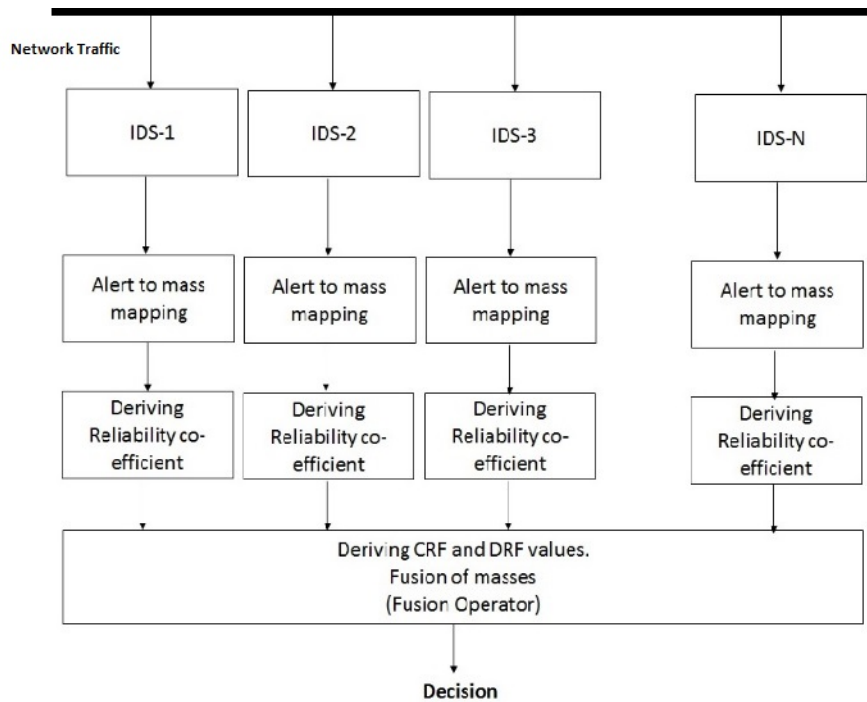 Network Traffic
IDS-1
IDS-2
IDS-3
IDS-N
Alert to mass
mapping
Alert to mass
mapping
Alert to mass
mapping
Alert to mass
mapping
Deriving
Reliability co-
efficient
Deriving
Reliability co-
efficient
Deriving
Reliability co-
efficient
Deriving
Reliability co-
efficient
Deriving CRF and DRF values.
Fusion of masses
(Fusion Operator)
Decision